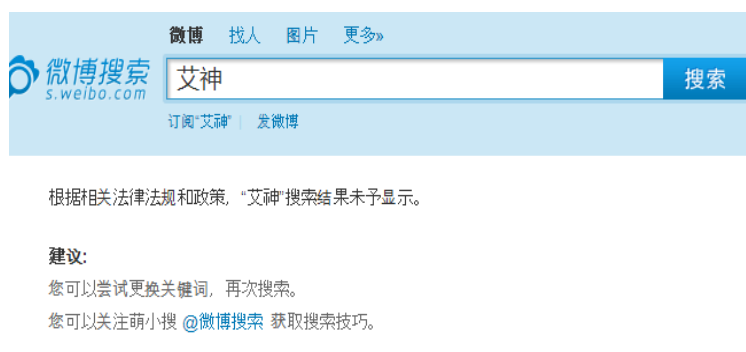 微博 找人 图片 更多»
微博搜索
s.weibo.com
艾神 搜索
订阅"艾神" | 发微博
根据相关法律法规和政策, "艾神"搜索结果未予显示。
建议:
您可以尝试更换关键词, 再次搜索。
您可以关注萌小搜 @微博搜索 获取搜索技巧。